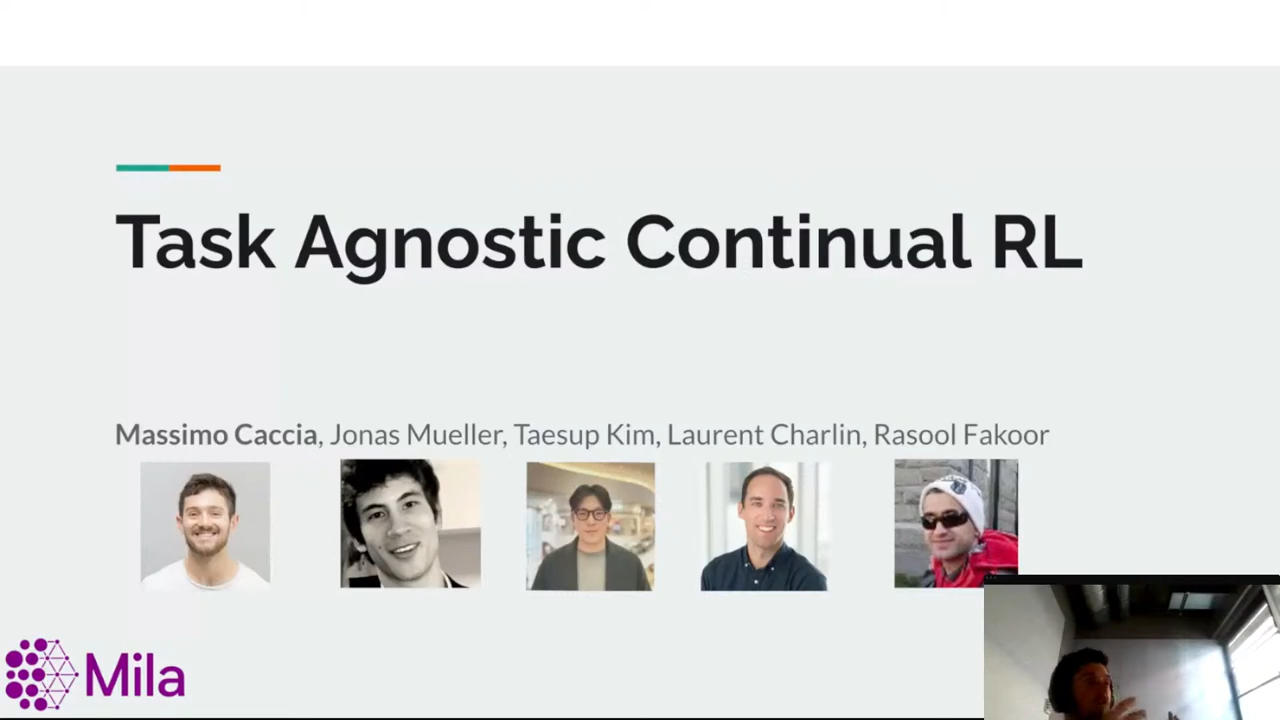 Task Agnostic Continual RL
Massimo Caccia, Jonas Mueller, Taesup Kim, Laurent Charlin, Rasool Fakoor
Mila